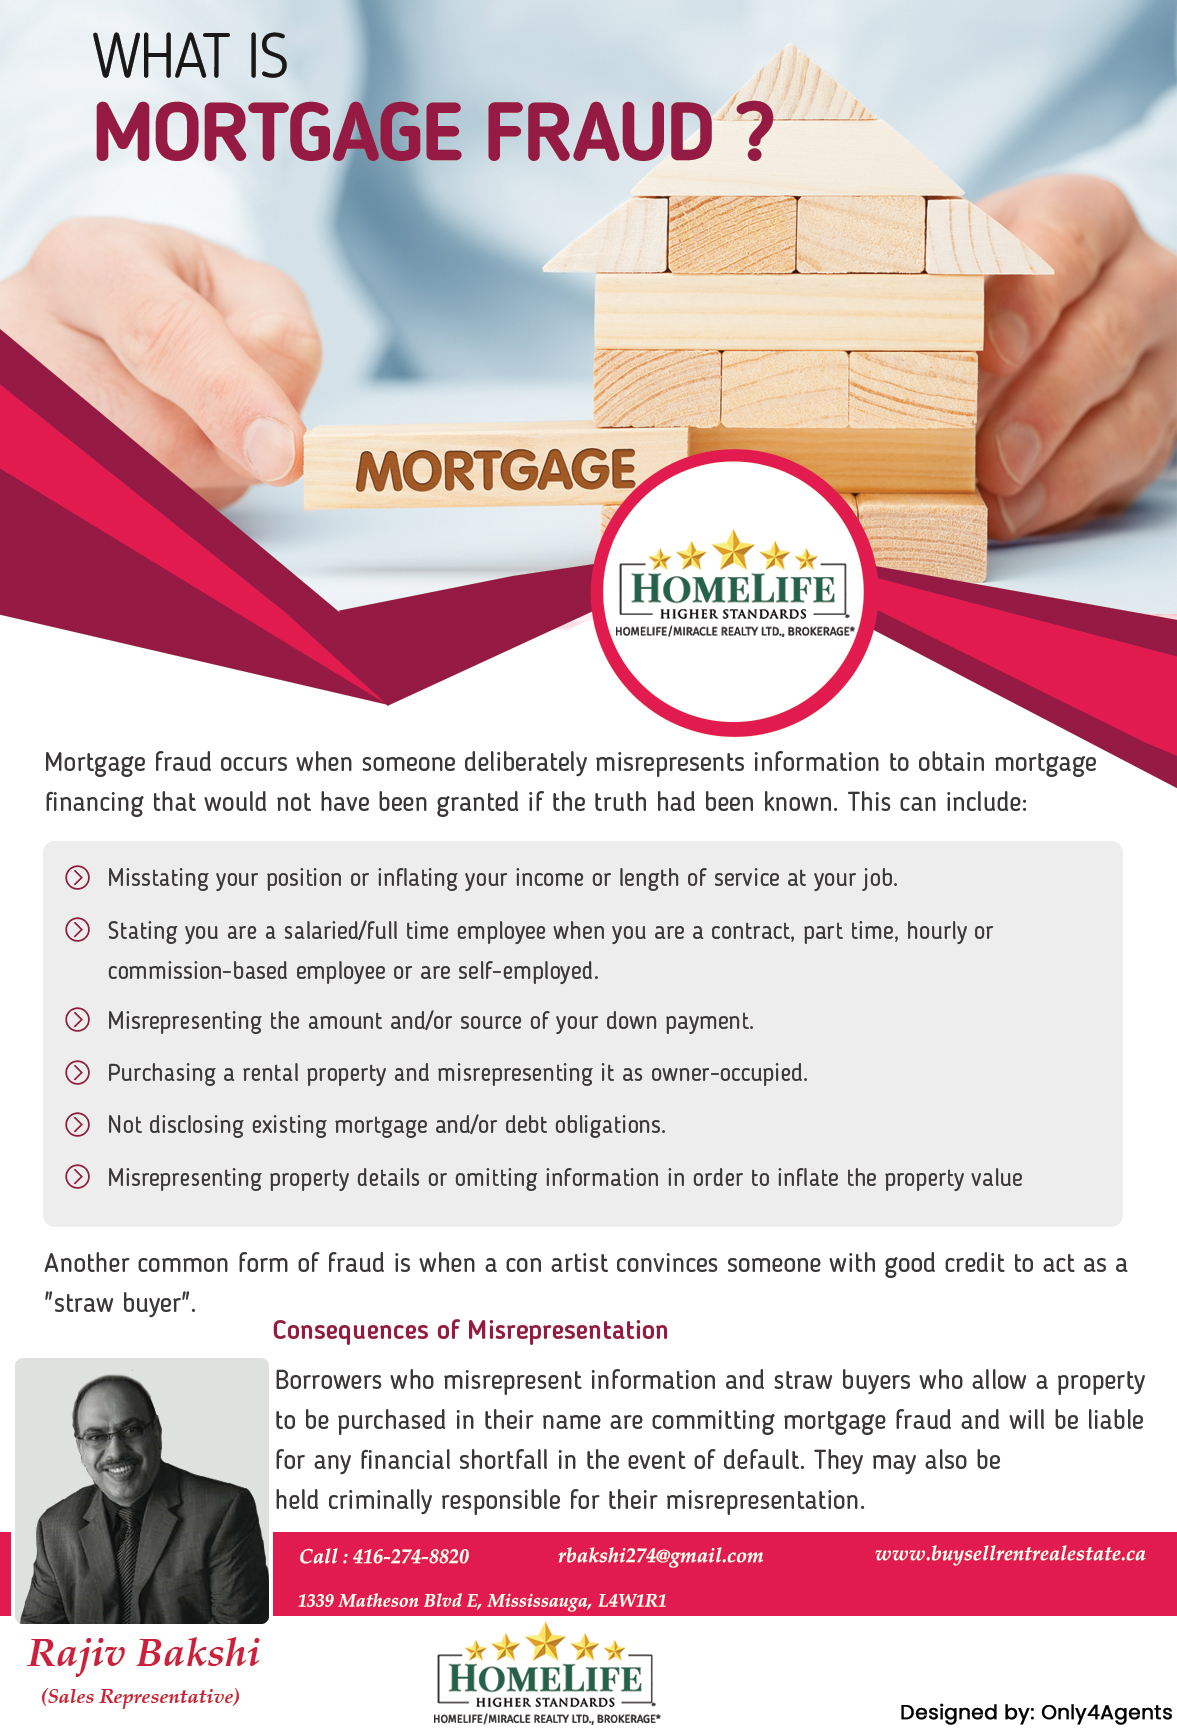 WHAT IS
MORTGAGE FRAUD ?
MORTGAGE
HOMELIFE
HIGHER STANDARDS
HOMELIFE/MIRACLE REALTY LTD., BROKERAGE*
Mortgage fraud occurs when someone deliberately misrepresents information to obtain mortgage
financing that would not have been granted if the truth had been known. This can include:
Misstating your position or inflating your income or length of service at your job.
Stating you are a salaried/full time employee when you are a contract, part time, hourly or
commission-based employee or are self-employed.
Misrepresenting the amount and/or source of your down payment.
Purchasing a rental property and misrepresenting it as owner-occupied.
Not disclosing existing mortgage and/or debt obligations.
Misrepresenting property details or omitting information in order to inflate the property value
Another common form of fraud is when a con artist convinces someone with good credit to act as a
"straw buyer".
Consequences of Misrepresentation
Borrowers who misrepresent information and straw buyers who allow a property
to be purchased in their name are committing mortgage fraud and will be liable
for any financial shortfall in the event of default. They may also be
held criminally responsible for their misrepresentation.
Call : 416-274-8820
rbakshi274@gmail.com
www.buysellrentrealestate.ca
1339 Matheson Blvd E, Mississauga, L4W1R1
Rajiv Bakshi
(Sales Representative)
HOMELIFE
HIGHER STANDARDS
HOMELIFE/MIRACLE REALTY LTD., BROKERAGE*
Designed by: Only4Agents